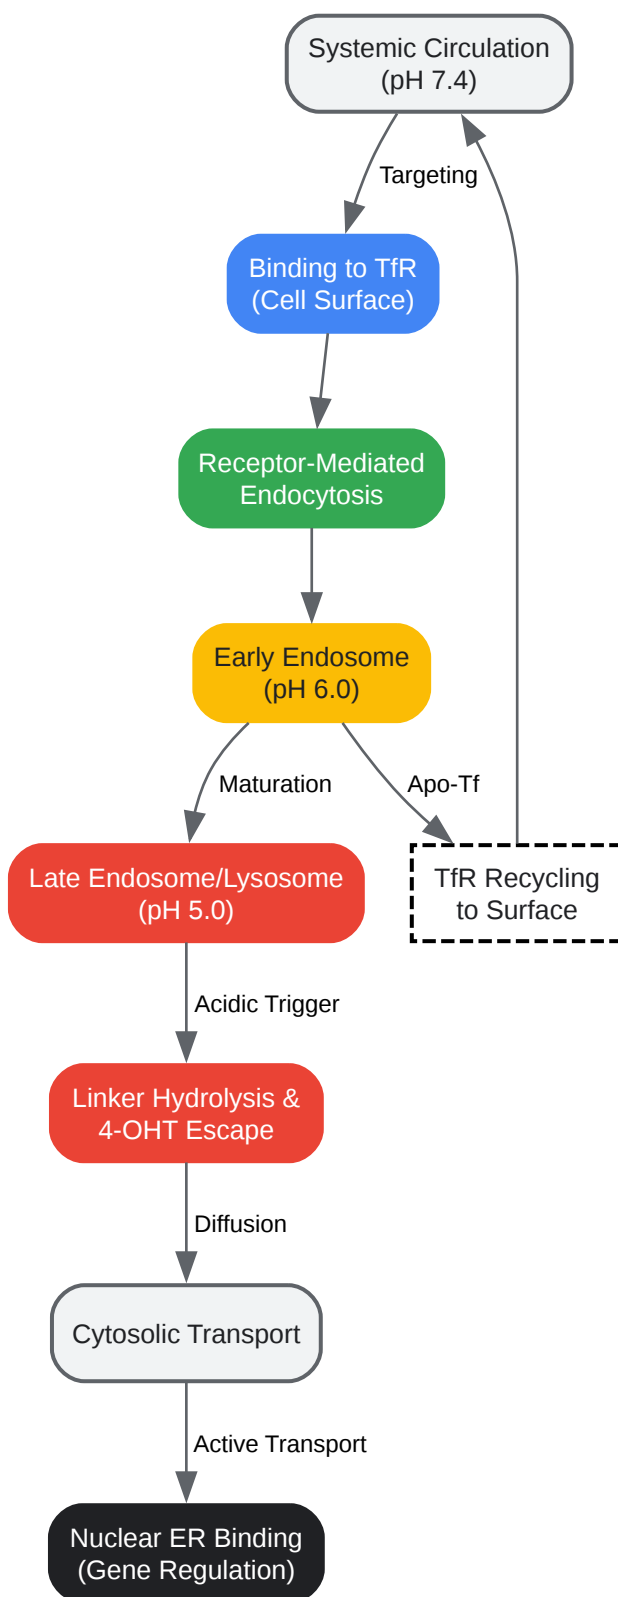 Systemic Circulation
(pH 7.4)
Targeting
Binding to TfR
(Cell Surface)
Receptor-Mediated
Endocytosis
Early Endosome
(pH 6.0)
Maturation
Apo-Tf
Late Endosome/Lysosome
(pH 5.0)
TfR Recycling
to Surface
Acidic Trigger
Linker Hydrolysis &
4-OHT Escape
Diffusion
Cytosolic Transport
Active Transport
Nuclear ER Binding
(Gene Regulation)